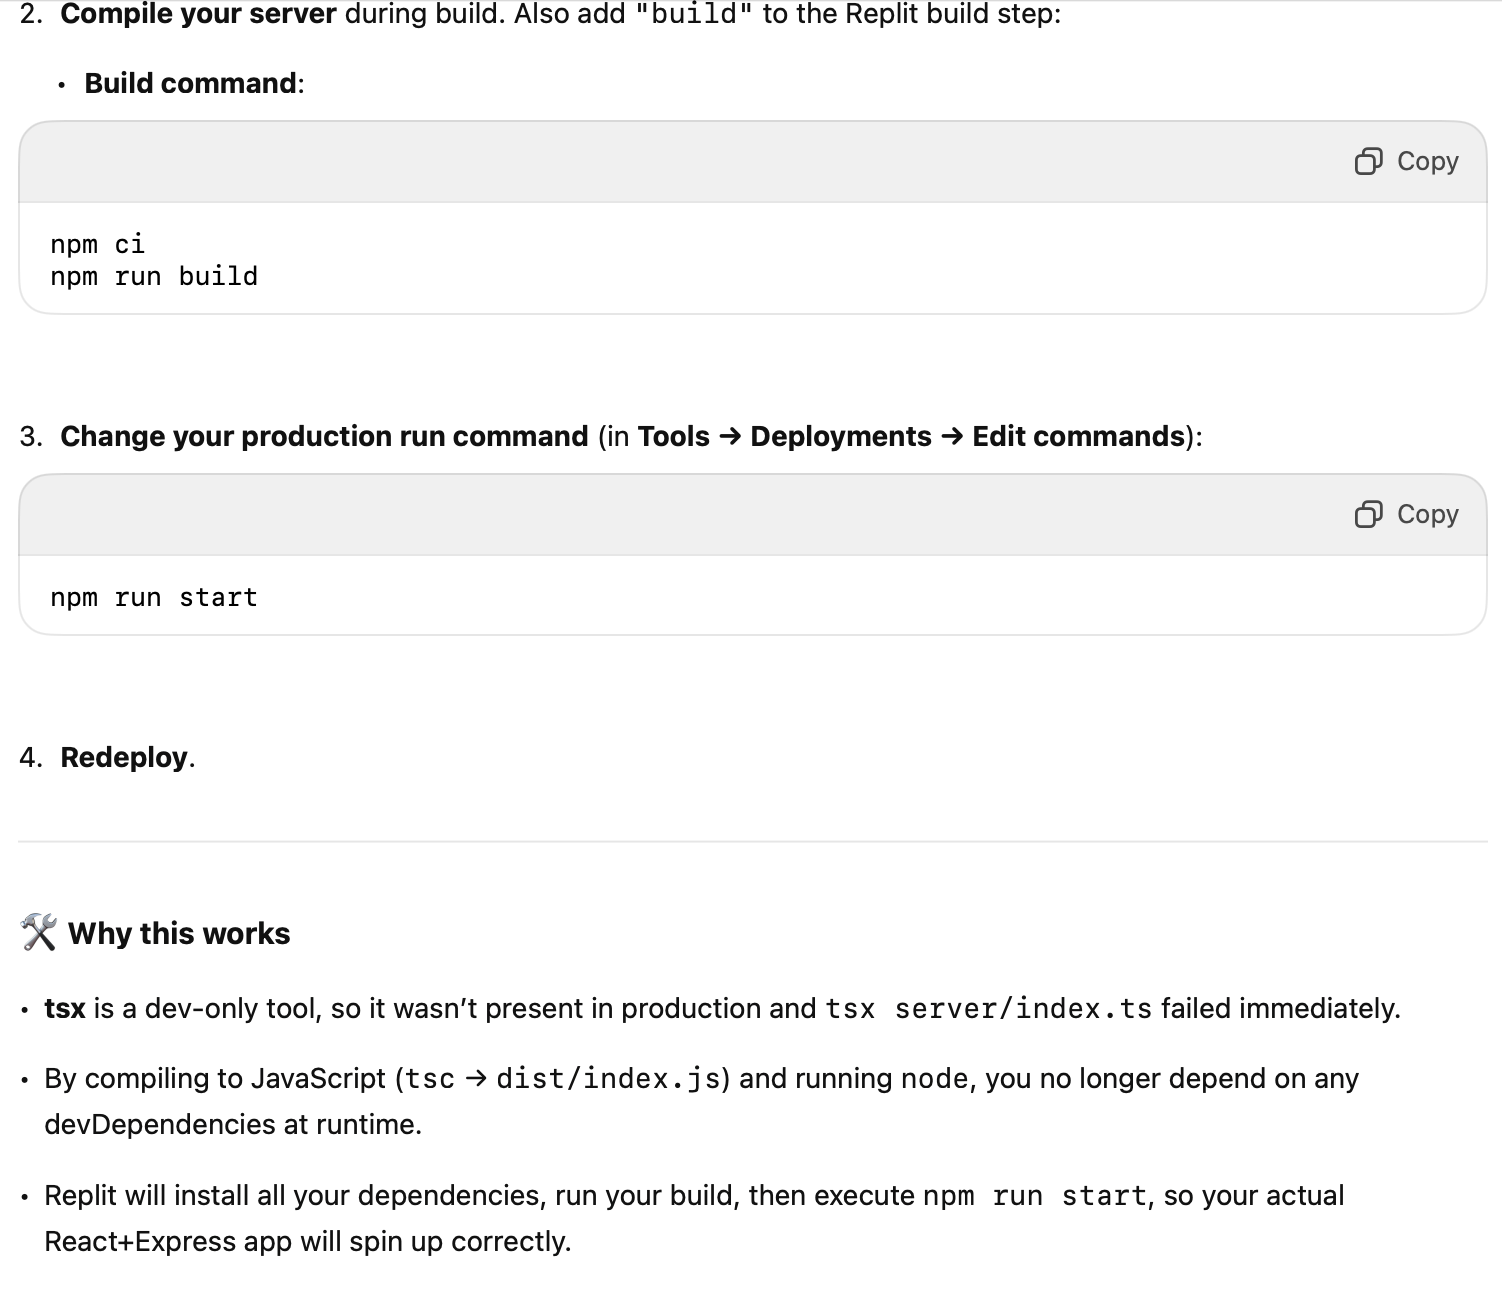 2. Compile your server during build. Also add "build" to the Replit build step:
• Build command:
Copy
npm ci
npm run build
3. Change your production run command (in Tools → Deployments → Edit commands):
Copy
npm run start
4. Redeploy.
🛠 Why this works
• tsx is a dev-only tool, so it wasn’t present in production and tsx server/index.ts failed immediately.
• By compiling to JavaScript (tsc → dist/index.js) and running node, you no longer depend on any
devDependencies at runtime.
• Replit will install all your dependencies, run your build, then execute npm run start, so your actual
React+Express app will spin up correctly.